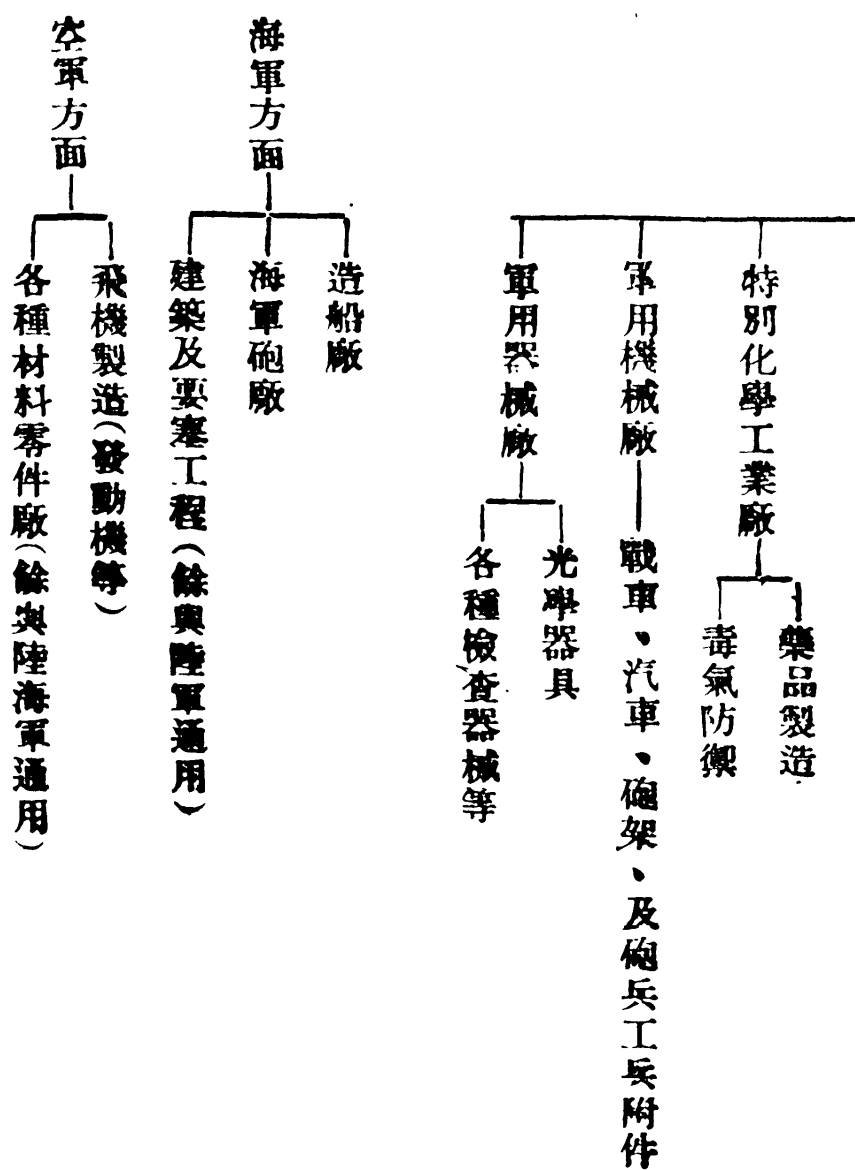 特別化學工業廠
藥品製造
毒氣防禦
軍用機械廠
戰車、汽車、砲架、及砲兵工兵附件
軍用器械廠
光學器具
各種檢查器械等
海軍方面
造船廠
海軍砲廠
建築及要塞工程(餘與陸軍通用)
空軍方面
飛機製造(發動機等)
各種材料零件廠(餘與陸海軍通用)